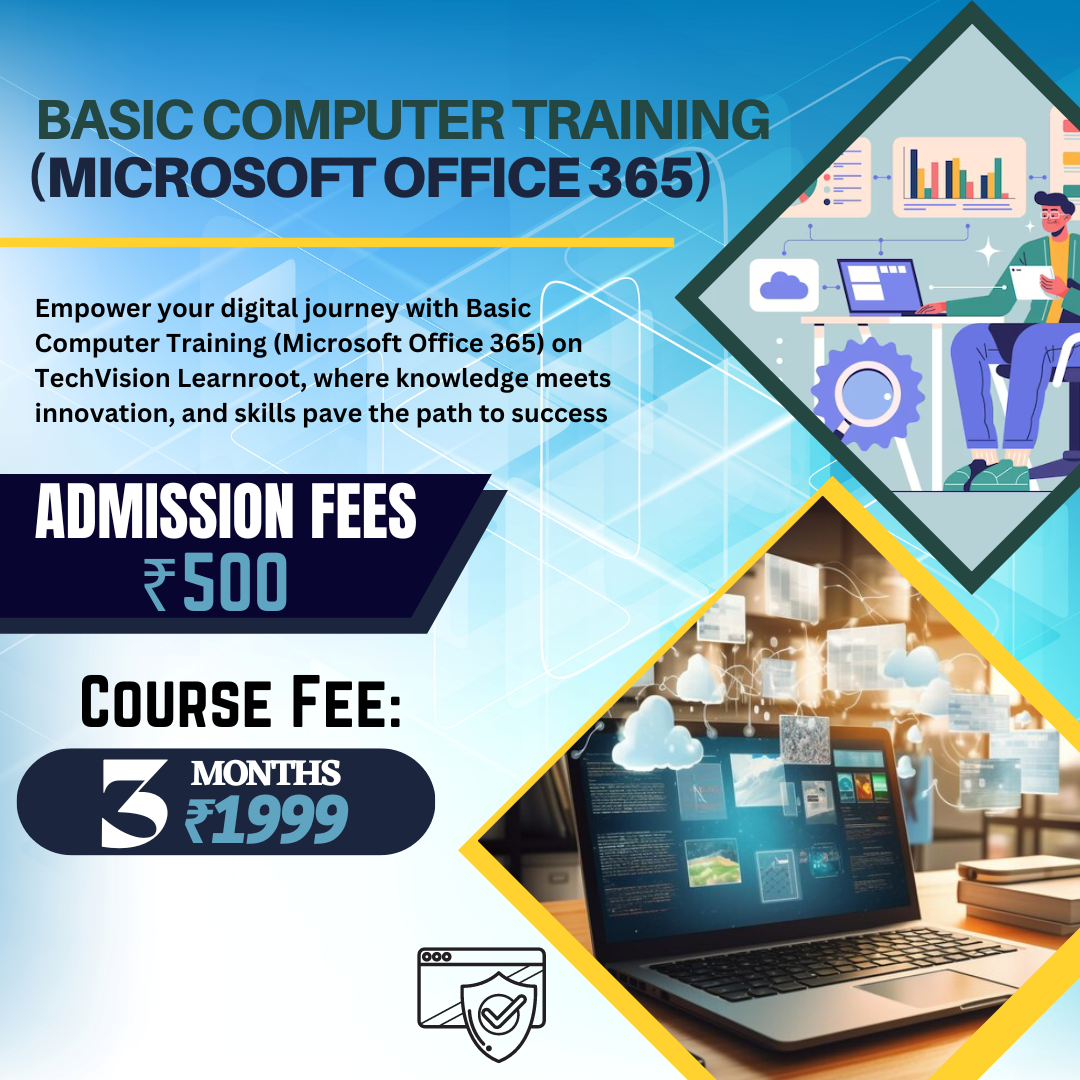 BASIC COMPUTER TRAINING
(MICROSOFT OFFICE 365)
Empower your digital journey with Basic
Computer Training (Microsoft Office 365) on
TechVision Learnroot, where knowledge meets
innovation, and skills pave the path to success
ADMISSION FEES
₹500
COURSE FEE:
3 MONTHS
₹1999